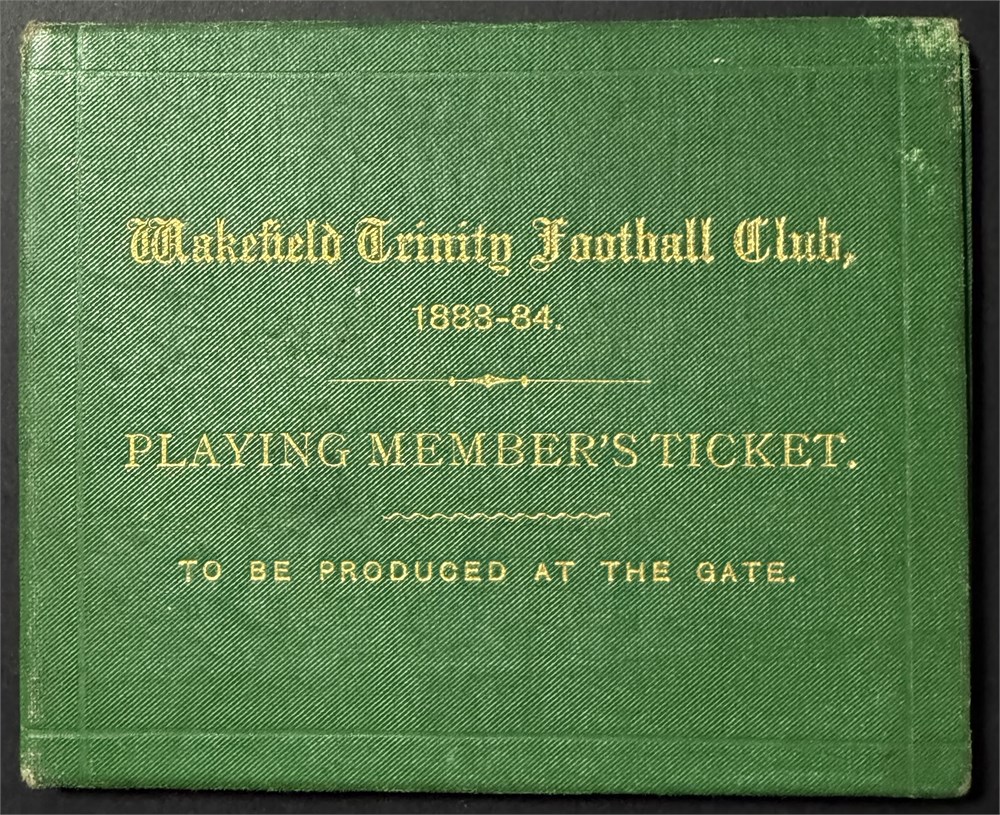 Wakefield Trinity Football Club,
1883-84.
PLAYING MEMBER'S TICKET.
TO BE PRODUCED AT THE GATE.